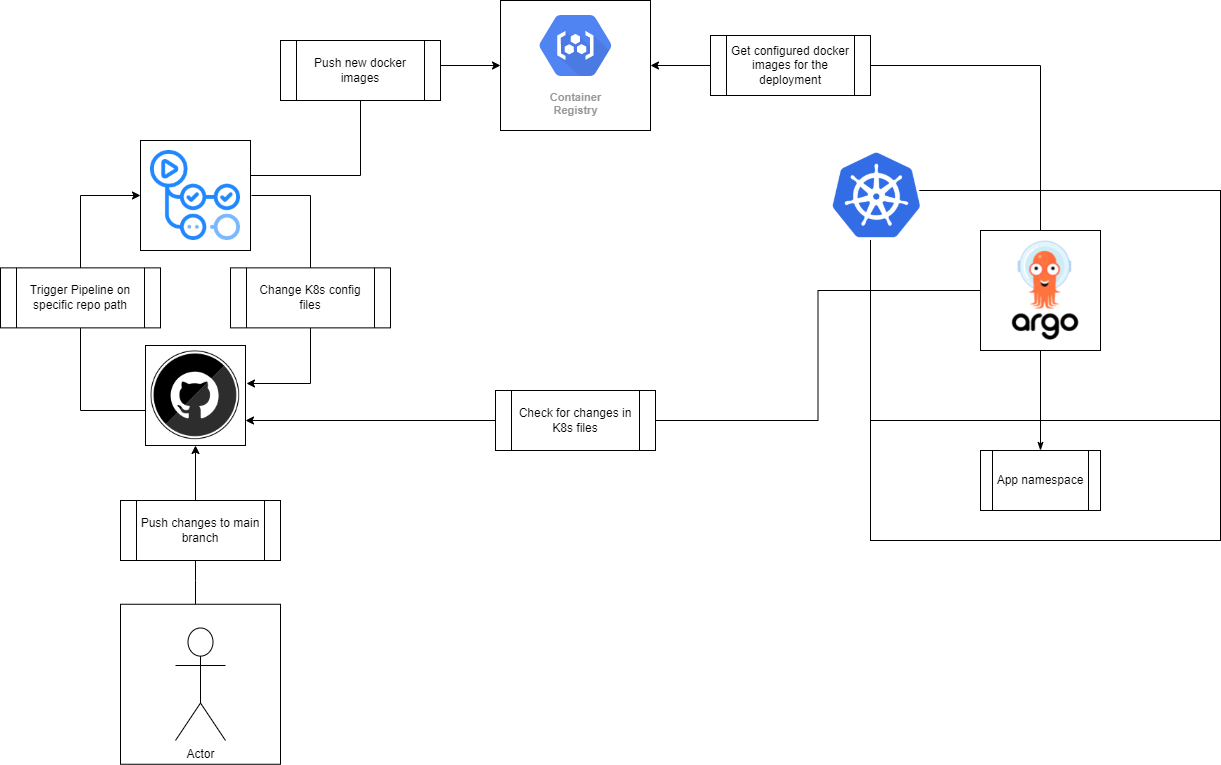 Push new docker
images
Container
Registry
Get configured docker
images for the
deployment
Trigger Pipeline on
specific repo path
Change K8s config
files
argo
Check for changes in
K8s files
App namespace
Push changes to main
branch
Actor